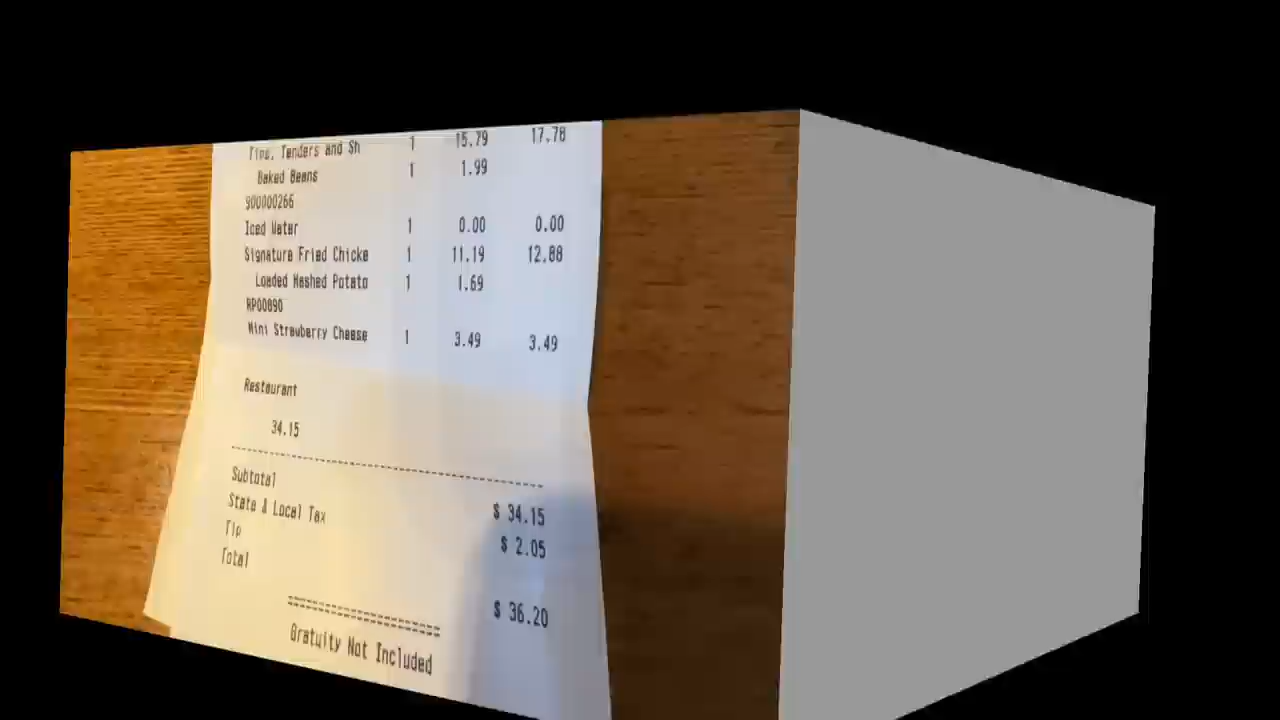 Tips, Tenders and Sh 1 15.79 17.78
Baked Beans 1 1.99
900000266
Iced Water 1 0.00 0.00
Signature Fried Chicke 1 11.19 12.88
Loaded Mashed Potato 1 1.69
RP00890
Mini Strawberry Cheese 1 3.49 3.49
Restaurant
34.15
Subtotal $ 34.15
State & Local Tax $ 2.05
Tip
Total $ 36.20
Gratuity Not Included